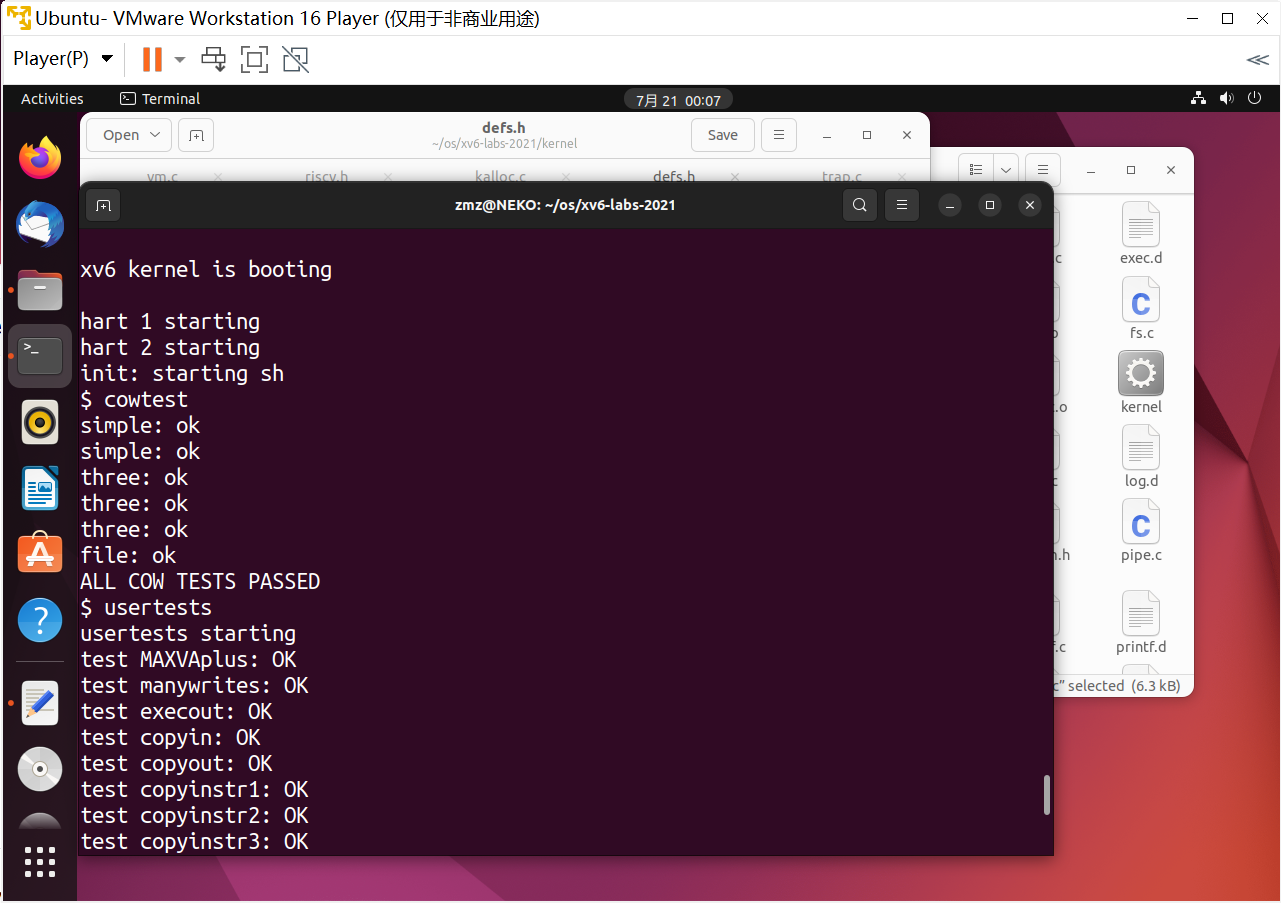 Ubuntu- VMware Workstation 16 Player (仅用于非商业用途)
Player(P)
Activities
Terminal
7月 21 00:07
Open
defs.h
~/os/xv6-labs-2021/kernel
Save
vm.c
riscv.h
kalloc.c
defs.h
trap.c
zmz@NEKO: ~/os/xv6-labs-2021
xv6 kernel is booting
hart 1 starting
hart 2 starting
init: starting sh
$ cowtest
simple: ok
simple: ok
three: ok
three: ok
three: ok
file: ok
ALL COW TESTS PASSED
$ usertests
usertests starting
test MAXVAplus: OK
test manywrites: OK
test execout: OK
test copyin: OK
test copyout: OK
test copyinstr1: OK
test copyinstr2: OK
test copyinstr3: OK
exec.d
fs.c
kernel
log.d
pipe.c
printf.d
c” selected (6.3 kB)